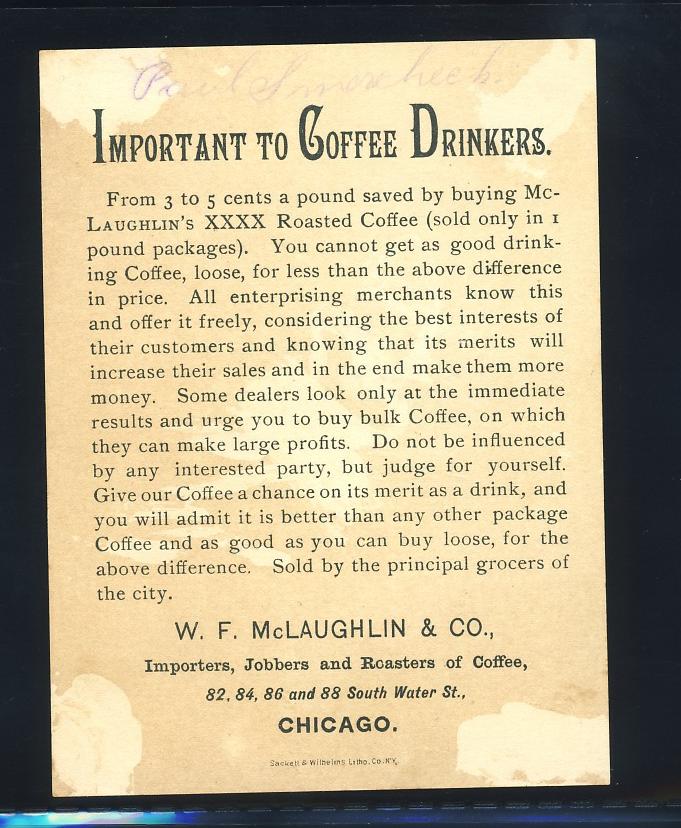 Paul
IMPORTANT TO COFFEE DRINKERS.
From 3 to 5 cents a pound saved by buying Mc-
LAUGHLIN'S XXXX Roasted Coffee (sold only in 1
pound packages). You cannot get as good drink-
ing Coffee, loose, for less than the above difference
in price. All enterprising merchants know this
and offer it freely, considering the best interests of
their customers and knowing that its merits will
increase their sales and in the end make them more
money. Some dealers look only at the immediate
results and urge you to buy bulk Coffee, on which
they can make large profits. Do not be influenced
by any interested party, but judge for yourself.
Give our Coffee a chance on its merit as a drink, and
you will admit it is better than any other package
Coffee and as good as you can buy loose, for the
above difference. Sold by the principal grocers of
the city.
W. F. McLAUGHLIN & CO.,
Importers, Jobbers and Roasters of Coffee,
82, 84, 86 and 88 South Water St.,
CHICAGO.
Sackett & Wilhelms Litho. Co. N.Y.